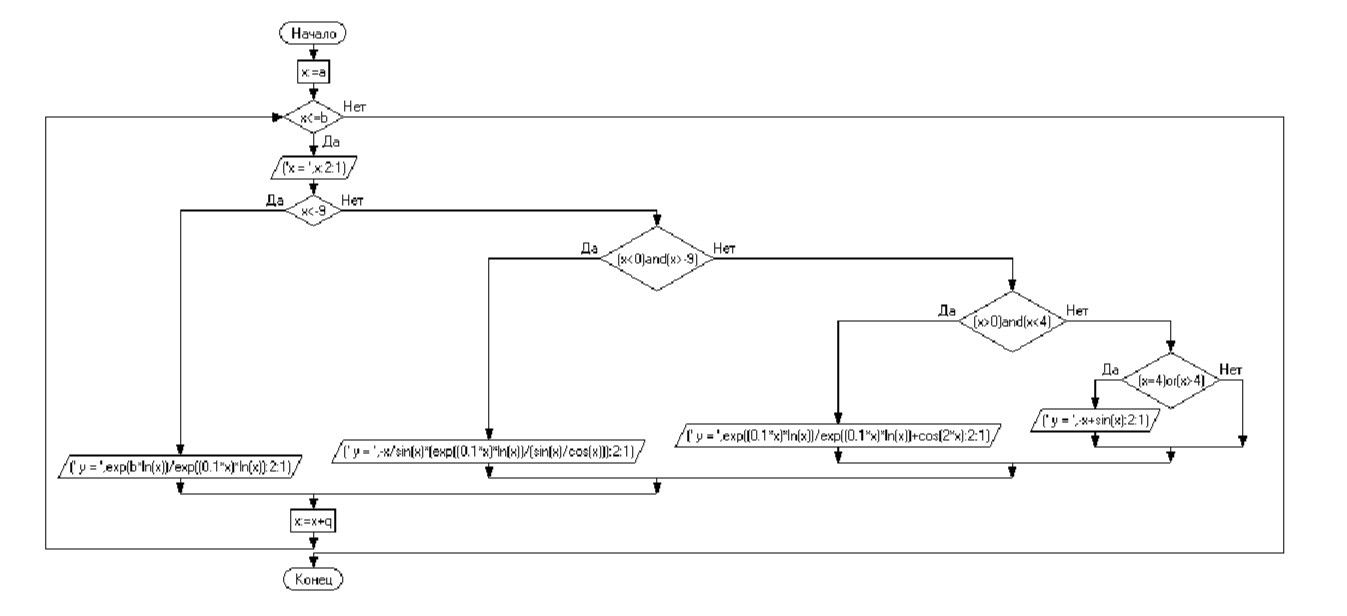 Начало
x:=a
x<=b
Нет
Да
('x = ',x:2:1)
Да
x<-9
Нет
Да
(x<0)and(x>-9)
Нет
Да
(x>0)and(x<4)
Нет
Да
(x=4)or(x>4)
Нет
(' y = ',-x+sin(x):2:1)
(' y = ',exp((0.1*x)*ln(x))/exp((0.1*x)*ln(x))+cos(2*x):2:1)
(' y = ',-x/sin(x)*(exp((0.1*x)*ln(x))/(sin(x)/cos(x))):2:1)
(' y = ',exp(b*ln(x))/exp((0.1*x)*ln(x)):2:1)
x:=x+q
Конец